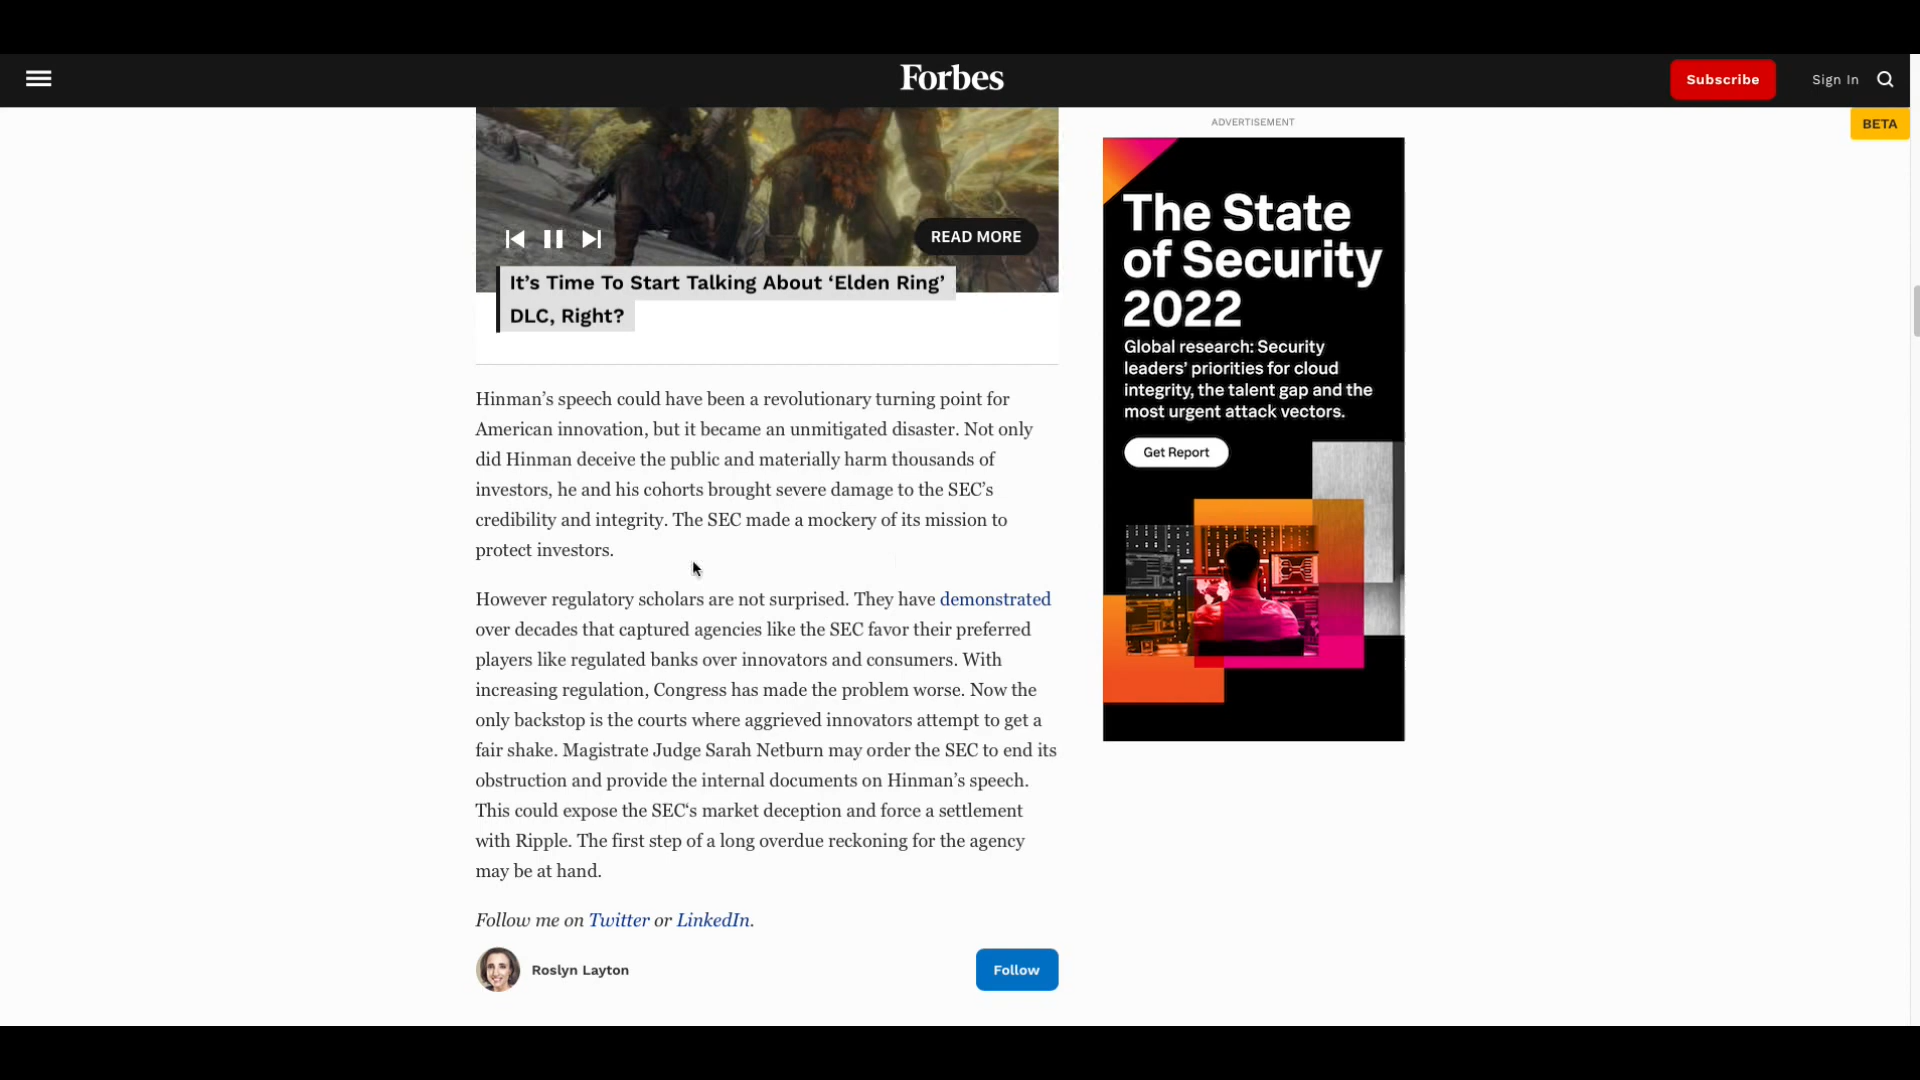 Forbes
Subscribe
Sign In
BETA
READ MORE
It's Time To Start Talking About ‘Elden Ring’
DLC, Right?
Hinman’s speech could have been a revolutionary turning point for
American innovation, but it became an unmitigated disaster. Not only
did Hinman deceive the public and materially harm thousands of
investors, he and his cohorts brought severe damage to the SEC’s
credibility and integrity. The SEC made a mockery of its mission to
protect investors.
However regulatory scholars are not surprised. They have demonstrated
over decades that captured agencies like the SEC favor their preferred
players like regulated banks over innovators and consumers. With
increasing regulation, Congress has made the problem worse. Now the
only backstop is the courts where aggrieved innovators attempt to get a
fair shake. Magistrate Judge Sarah Netburn may order the SEC to end its
obstruction and provide the internal documents on Hinman’s speech.
This could expose the SEC‘s market deception and force a settlement
with Ripple. The first step of a long overdue reckoning for the agency
may be at hand.
Follow me on Twitter or LinkedIn.
Roslyn Layton
Follow
ADVERTISEMENT
The State
of Security
2022
Global research: Security
leaders’ priorities for cloud
integrity, the talent gap and the
most urgent attack vectors.
Get Report